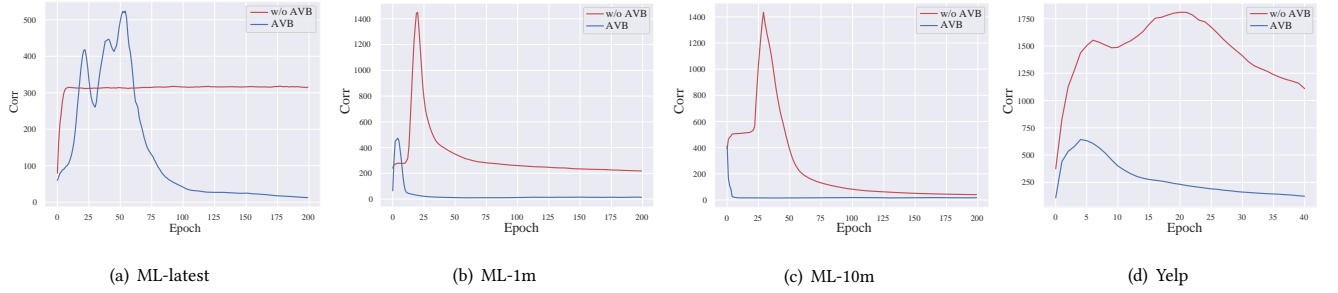 w/o AVB
AVB
Corr
500
400
300
200
100
0
0 25 50 75 100 125 150 175 200
Epoch
(a) ML-latest
w/o AVB
AVB
Corr
1400
1200
1000
800
600
400
200
0
0 25 50 75 100 125 150 175 200
Epoch
(b) ML-1m
w/o AVB
AVB
Corr
1400
1200
1000
800
600
400
200
0
0 25 50 75 100 125 150 175 200
Epoch
(c) ML-10m
w/o AVB
AVB
Corr
1750
1500
1250
1000
750
500
250
0 5 10 15 20 25 30 35 40
Epoch
(d) Yelp